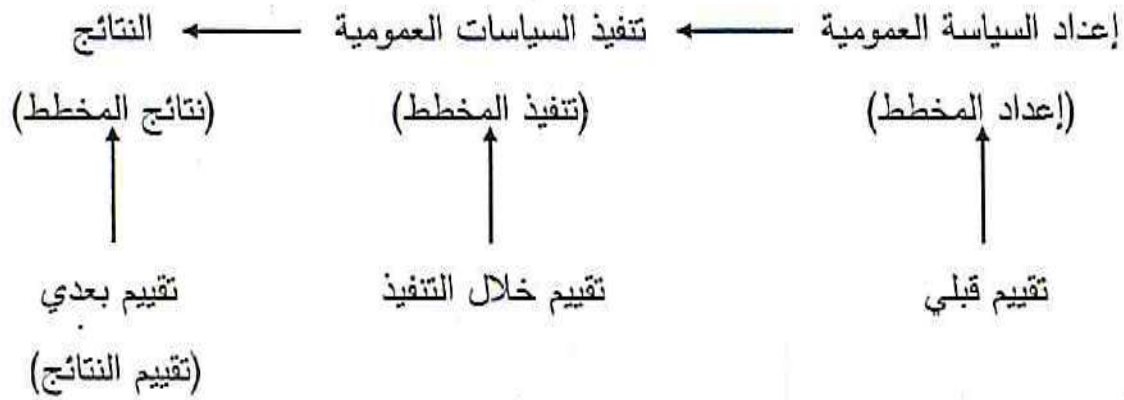 إعداد السياسة العمومية تنفيذ السياسات العمومية النتائج
(إعداد المخطط) (تنفيذ المخطط) (نتائج المخطط)
تقييم قبلي تقييم خلال التنفيذ تقييم بعدي
(تقييم النتائج)